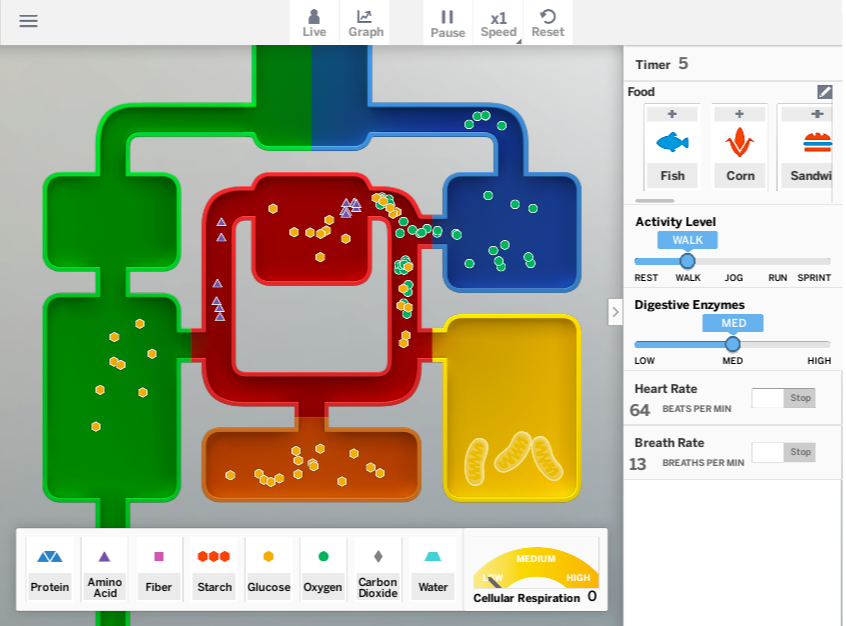 Live
Graph
Pause
x1
Speed
Reset
Timer 5
Food
Fish
Corn
Sandwi
Activity Level
WALK
REST WALK JOG RUN SPRINT
Digestive Enzymes
MED
LOW MED HIGH
Heart Rate
64 BEATS PER MIN
Stop
Breath Rate
13 BREATHS PER MIN
Stop
Protein
Amino
Acid
Fiber
Starch
Glucose
Oxygen
Carbon
Dioxide
Water
MEDIUM
LOW HIGH
Cellular Respiration 0